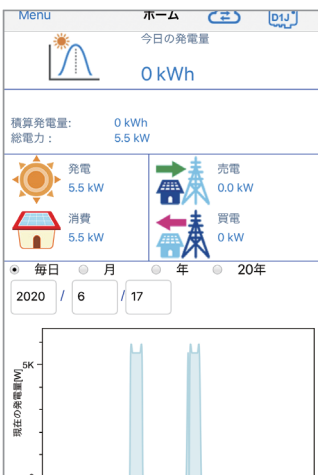 Menu ホーム D1J
今日の発電量
0 kWh
積算発電量: 0 kWh
総電力： 5.5 kW
発電 売電
5.5 kW 0.0 kW
消費 買電
5.5 kW 0 kW
毎日 月 年 20年
2020 / 6 / 17
5K
現在の発電量[W]